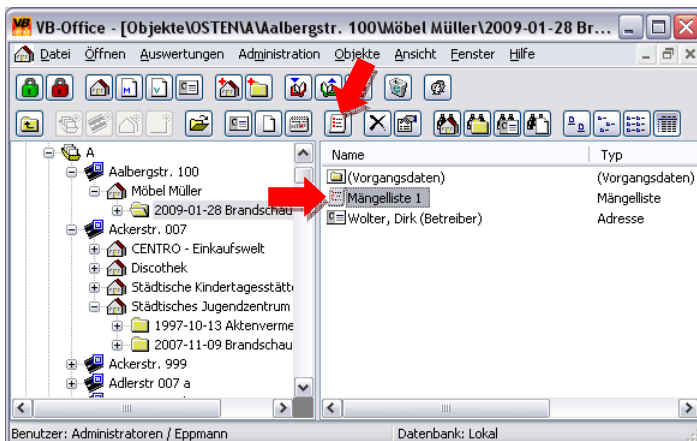 VB-Office - [Objekte\OSTEN\A\Aalbergstr. 100\Möbel Müller\2009-01-28 Br...
Datei Öffnen Auswertungen Administration Objekte Ansicht Fenster Hilfe
Name Typ
A
Aalbergstr. 100
Möbel Müller
2009-01-28 Brandschau
Ackerstr. 007
CENTRO - Einkaufswelt
Discothek
Städtische Kindertagesstätt
Städtisches Jugendzentrum
1997-10-13 Aktenverme
2007-11-09 Brandschau
Ackerstr. 999
Adlerstr 007 a
(Vorgangsdaten) (Vorgangsdaten)
Mängelliste 1 Mängelliste
Wolter, Dirk (Betreiber) Adresse
Benutzer: Administratoren / Eppmann Datenbank: Lokal